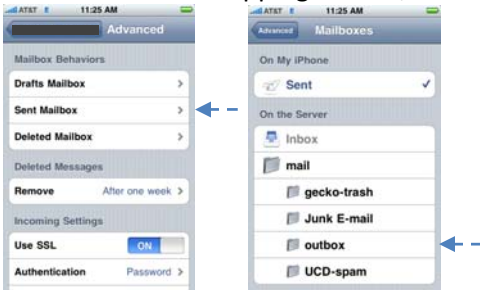 AT&T E 11:25 AM
Advanced
Mailbox Behaviors
Drafts Mailbox
Sent Mailbox
Deleted Mailbox
Deleted Messages
Remove After one week
Incoming Settings
Use SSL ON
Authentication Password
AT&T E 11:25 AM
Advanced Mailboxes
On My iPhone
Sent
On the Server
Inbox
mail
gecko-trash
Junk E-mail
outbox
UCD-spam